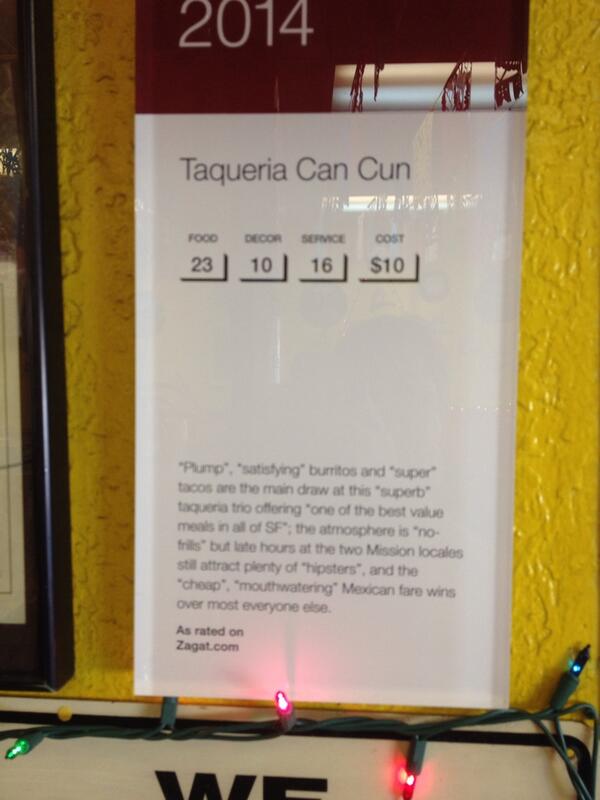 2014
Taqueria Can Cun
FOOD DECOR SERVICE COST
23 10 16 $10
"Plump", "satisfying" burritos and "super"
tacos are the main draw at this "superb"
taqueria trio offering "one of the best value
meals in all of SF"; the atmosphere is "no-
frills" but late hours at the two Mission locales
still attract plenty of "hipsters", and the
"cheap", "mouthwatering" Mexican fare wins
over most everyone else.
As rated on
Zagat.com
WE